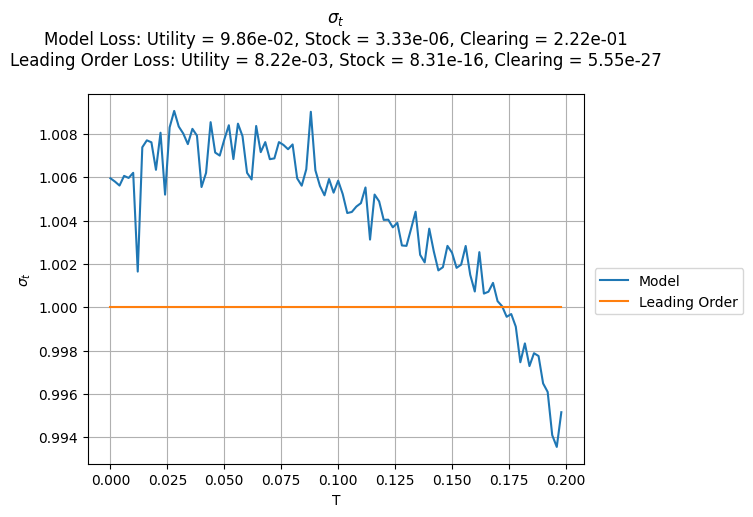 σ_t
Model Loss: Utility = 9.86e-02, Stock = 3.33e-06, Clearing = 2.22e-01
Leading Order Loss: Utility = 8.22e-03, Stock = 8.31e-16, Clearing = 5.55e-27
1.008
1.006
1.004
1.002
1.000
0.998
0.996
0.994
σ_t
Model
Leading Order
0.000 0.025 0.050 0.075 0.100 0.125 0.150 0.175 0.200
T